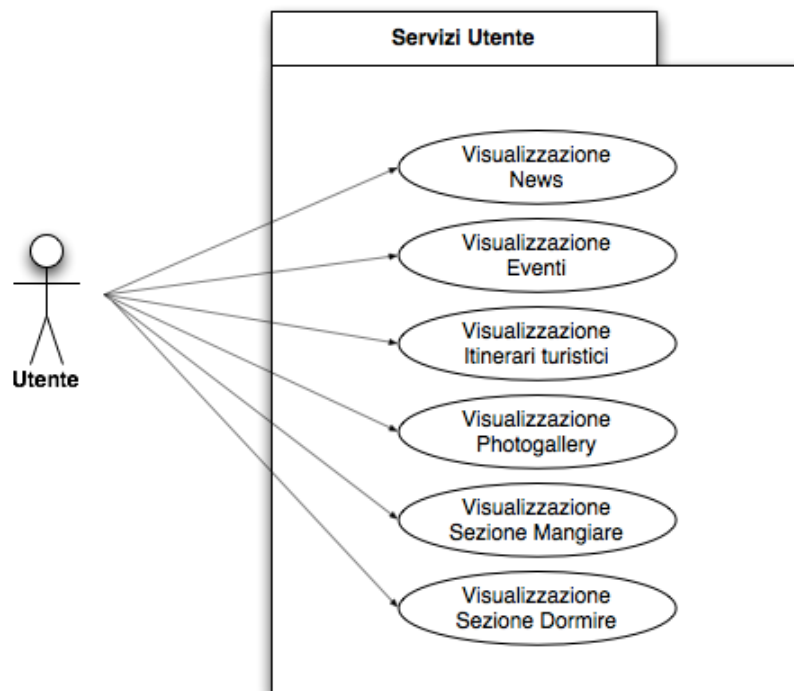 Servizi Utente
Visualizzazione
News
Visualizzazione
Eventi
Visualizzazione
Itinerari turistici
Visualizzazione
Photogallery
Visualizzazione
Sezione Mangiare
Visualizzazione
Sezione Dormire
Utente